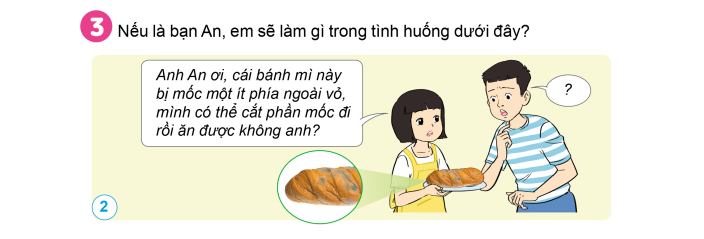 3 Nếu là bạn An, em sẽ làm gì trong tình huống dưới đây?
Anh An ơi, cái bánh mì này
bị mốc một ít phía ngoài vỏ,
mình có thể cắt phần mốc đi
rồi ăn được không anh?
?
2